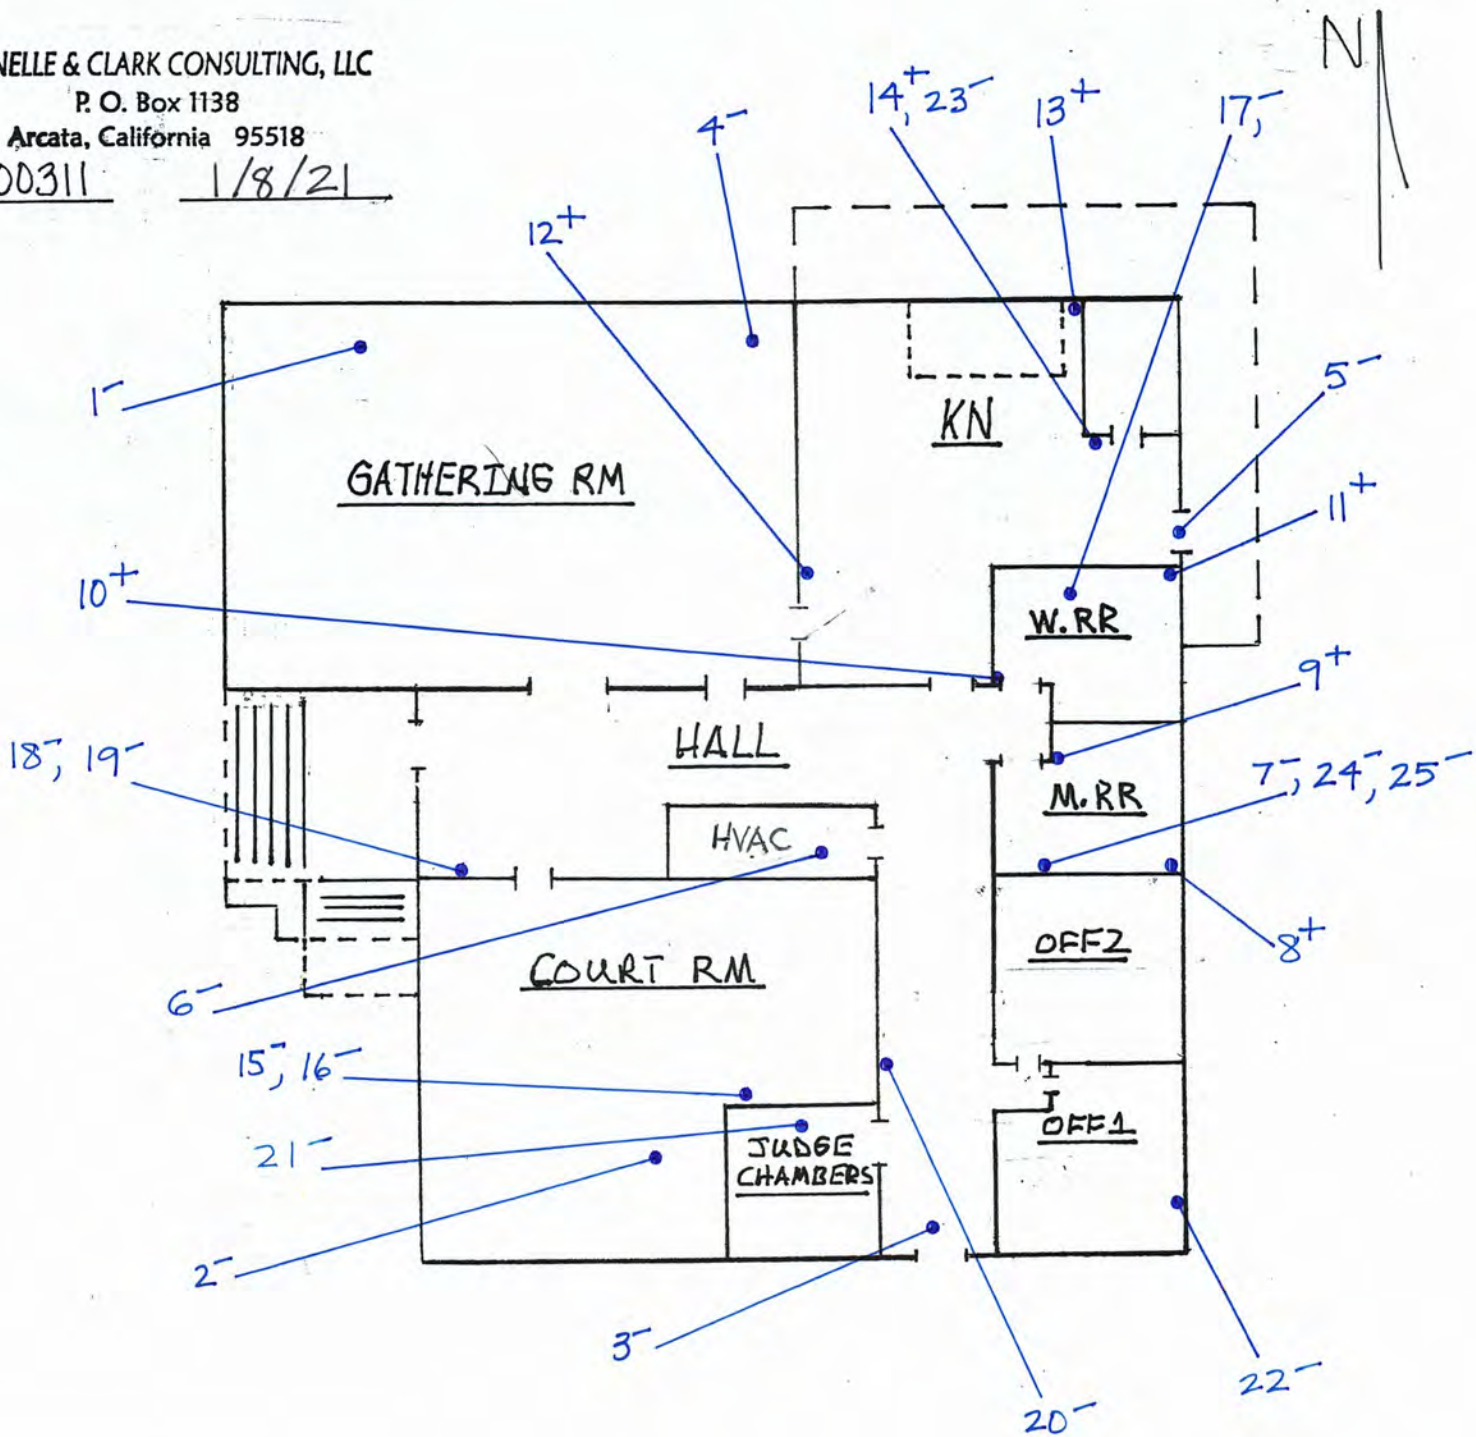 NELLE & CLARK CONSULTING, LLC
P. O. Box 1138
Arcata, California 95518
00311 1/8/21
N
4-
14+, 23-
13+
17-,
12+
1-
5-
KN
GATHERING RM
11+
10+
W.RR
9+
18-, 19-
HALL
7-, 24-, 25-
M.RR
HVAC
8+
OFF2
COURT RM
6-
15-, 16-
OFF1
21-
JUDGE
CHAMBERS
2-
3-
22-
20-